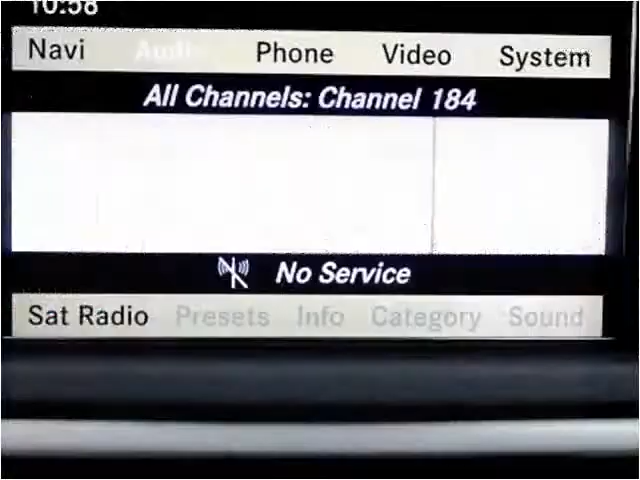 10:58
Navi Audio Phone Video System
All Channels: Channel 184
No Service
Sat Radio Presets Info Category Sound